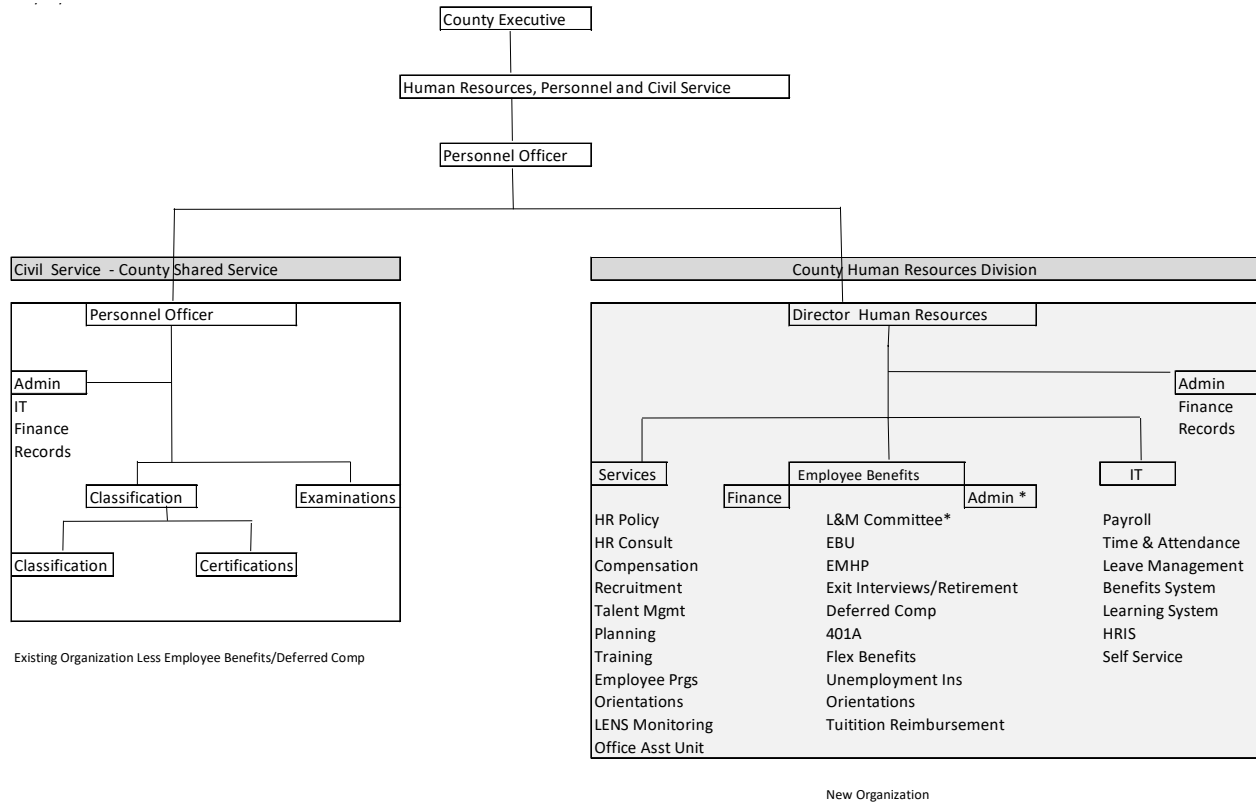 County Executive
Human Resources, Personnel and Civil Service
Personnel Officer
Civil Service - County Shared Service
Personnel Officer
Admin
IT
Finance
Records
Classification
Examinations
Classification
Certifications
Existing Organization Less Employee Benefits/Deferred Comp
County Human Resources Division
Director Human Resources
Admin
Finance
Records
Services
HR Policy
HR Consult
Compensation
Recruitment
Talent Mgmt
Planning
Training
Employee Prgs
Orientations
LENS Monitoring
Office Asst Unit
Employee Benefits
Finance
Admin *
L&M Committee*
EBU
EMHP
Exit Interviews/Retirement
Deferred Comp
401A
Flex Benefits
Unemployment Ins
Orientations
Tuitition Reimbursement
IT
Payroll
Time & Attendance
Leave Management
Benefits System
Learning System
HRIS
Self Service
New Organization